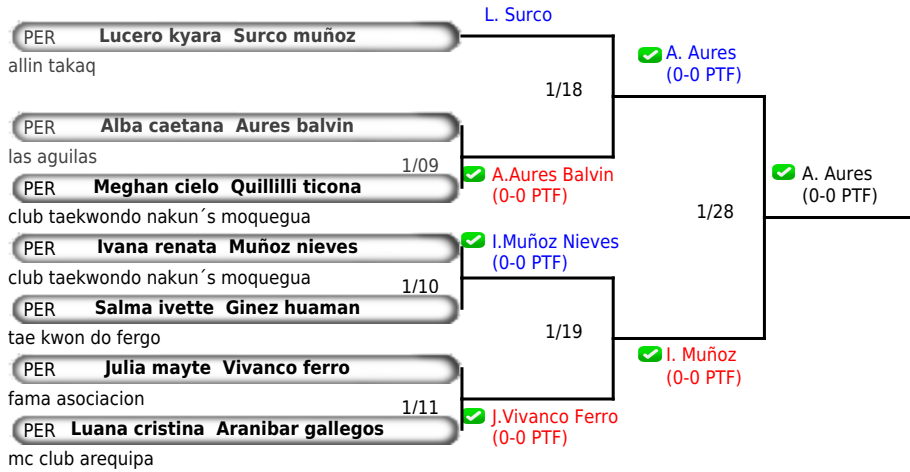 L. Surco
PER Lucero kyara Surco muñoz
allin takaq
A. Aures
(0-0 PTF)
1/18
PER Alba caetana Aures balvin
las aguilas
1/09
A.Aures Balvin
(0-0 PTF)
PER Meghan cielo Quillilli ticona
club taekwondo nakun´s moquegua
A. Aures
(0-0 PTF)
1/28
PER Ivana renata Muñoz nieves
I.Muñoz Nieves
(0-0 PTF)
club taekwondo nakun´s moquegua
1/10
PER Salma ivette Ginez huaman
tae kwon do fergo
1/19
I. Muñoz
(0-0 PTF)
PER Julia mayte Vivanco ferro
fama asociacion
1/11
J.Vivanco Ferro
(0-0 PTF)
PER Luana cristina Aranibar gallegos
mc club arequipa